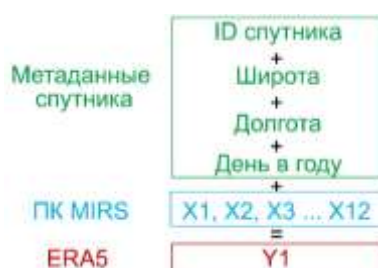 ID спутника
+
Широта
+
Долгота
+
День в году
Метаданные
спутника
+
ПК MIRS X1, X2, X3 ... X12
=
ERA5 Y1